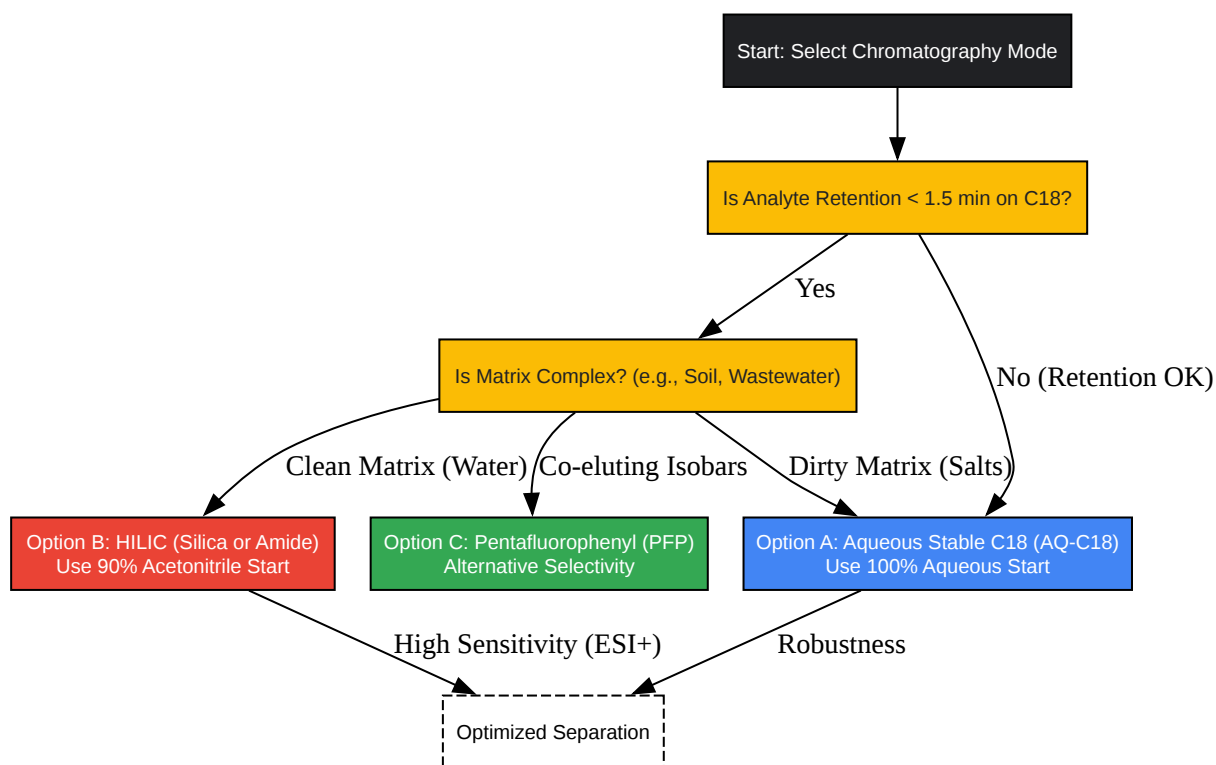 Start: Select Chromatography Mode
Is Analyte Retention < 1.5 min on C18?
Yes
Is Matrix Complex? (e.g., Soil, Wastewater)
No (Retention OK)
Clean Matrix (Water)
Co-eluting Isobars
Dirty Matrix (Salts)
Option B: HILIC (Silica or Amide)
Use 90% Acetonitrile Start
Option C: Pentafluorophenyl (PFP)
Alternative Selectivity
Option A: Aqueous Stable C18 (AQ-C18)
Use 100% Aqueous Start
High Sensitivity (ESI+)
Robustness
Optimized Separation